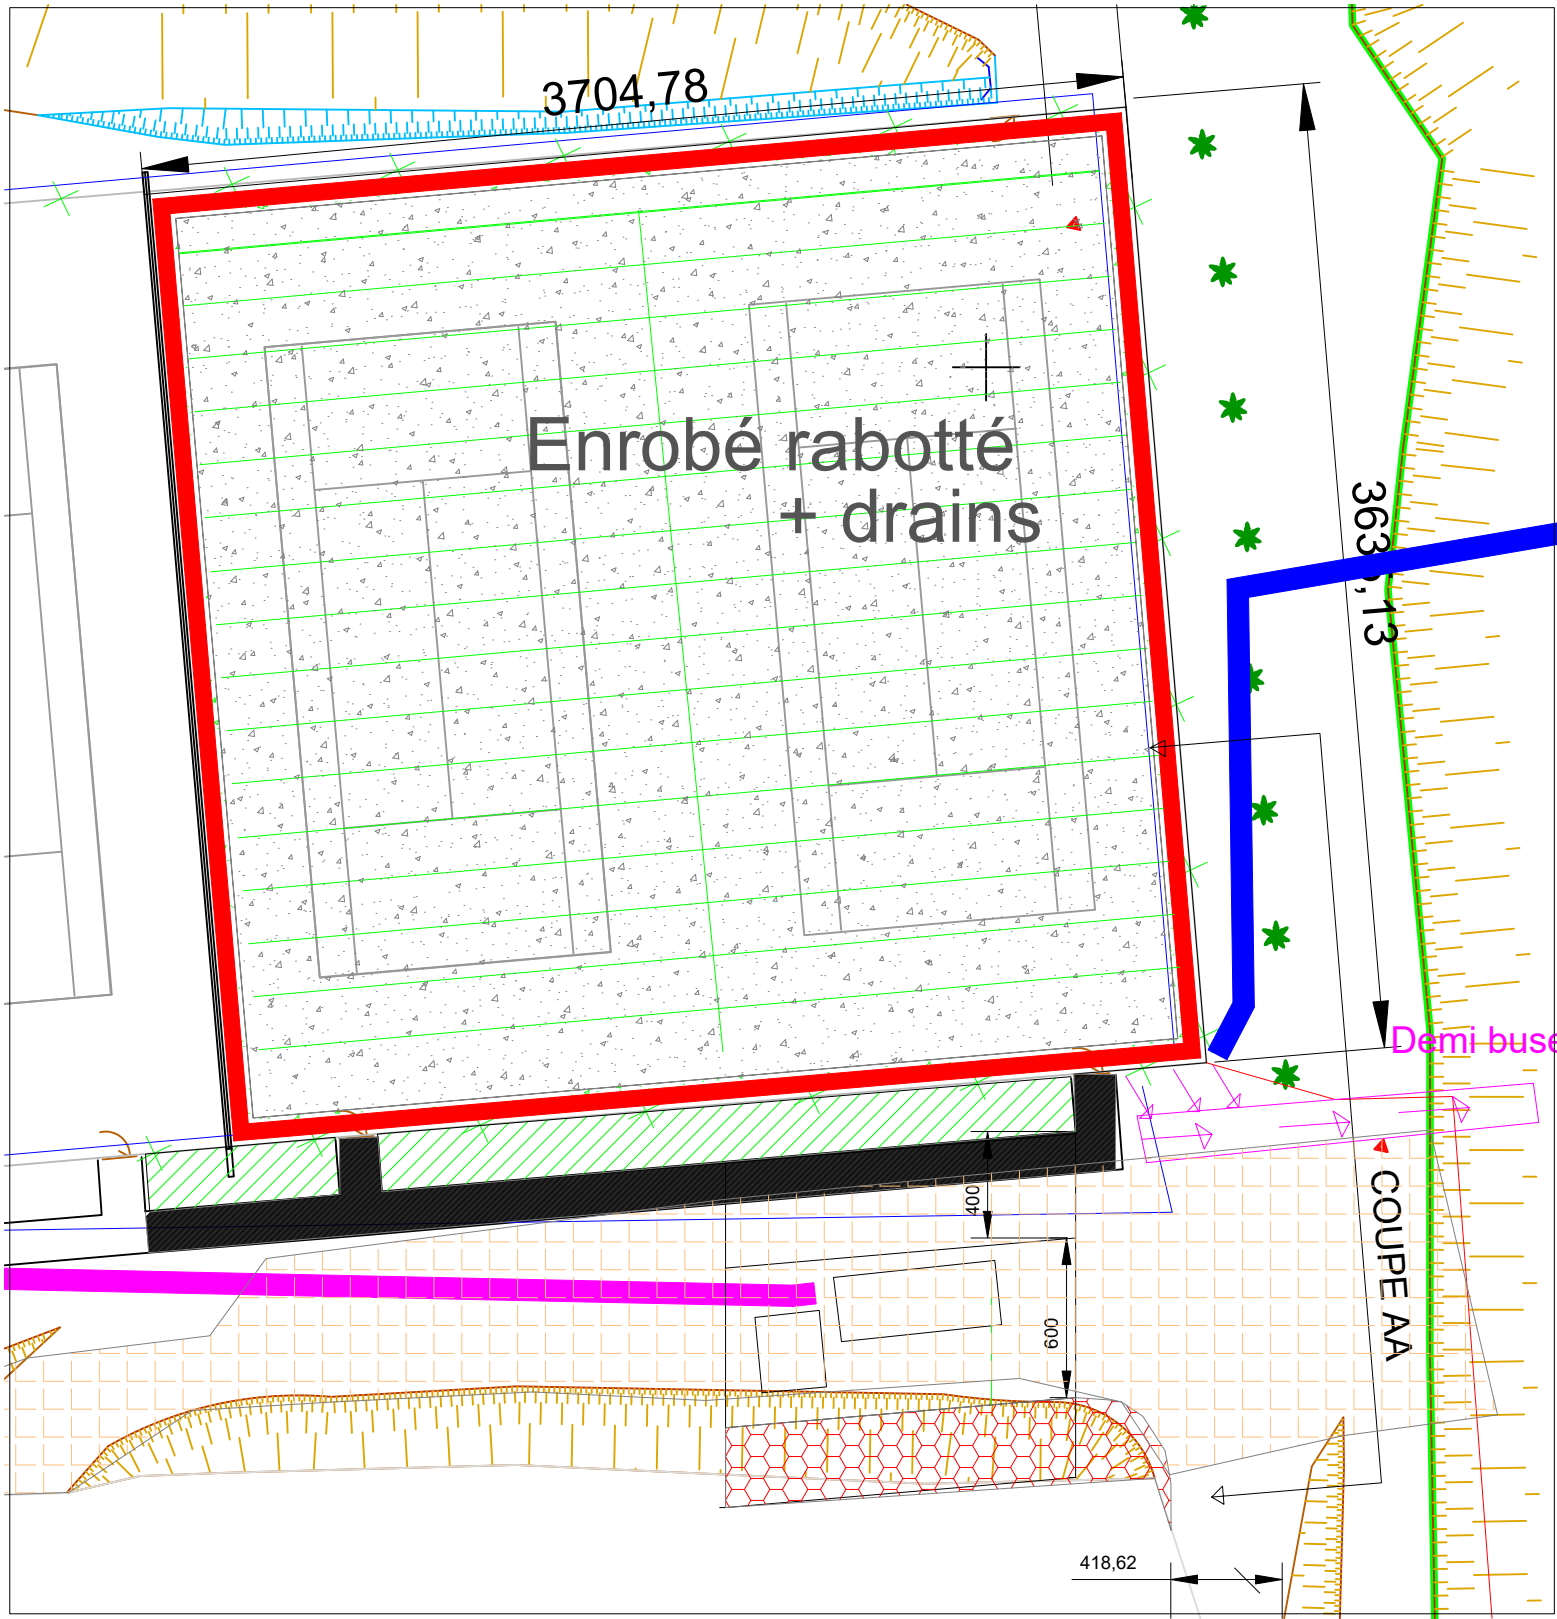 3704,78
Enrobé rabotté
+ drains
Demi buse
COUPE AA
400
600
418,62